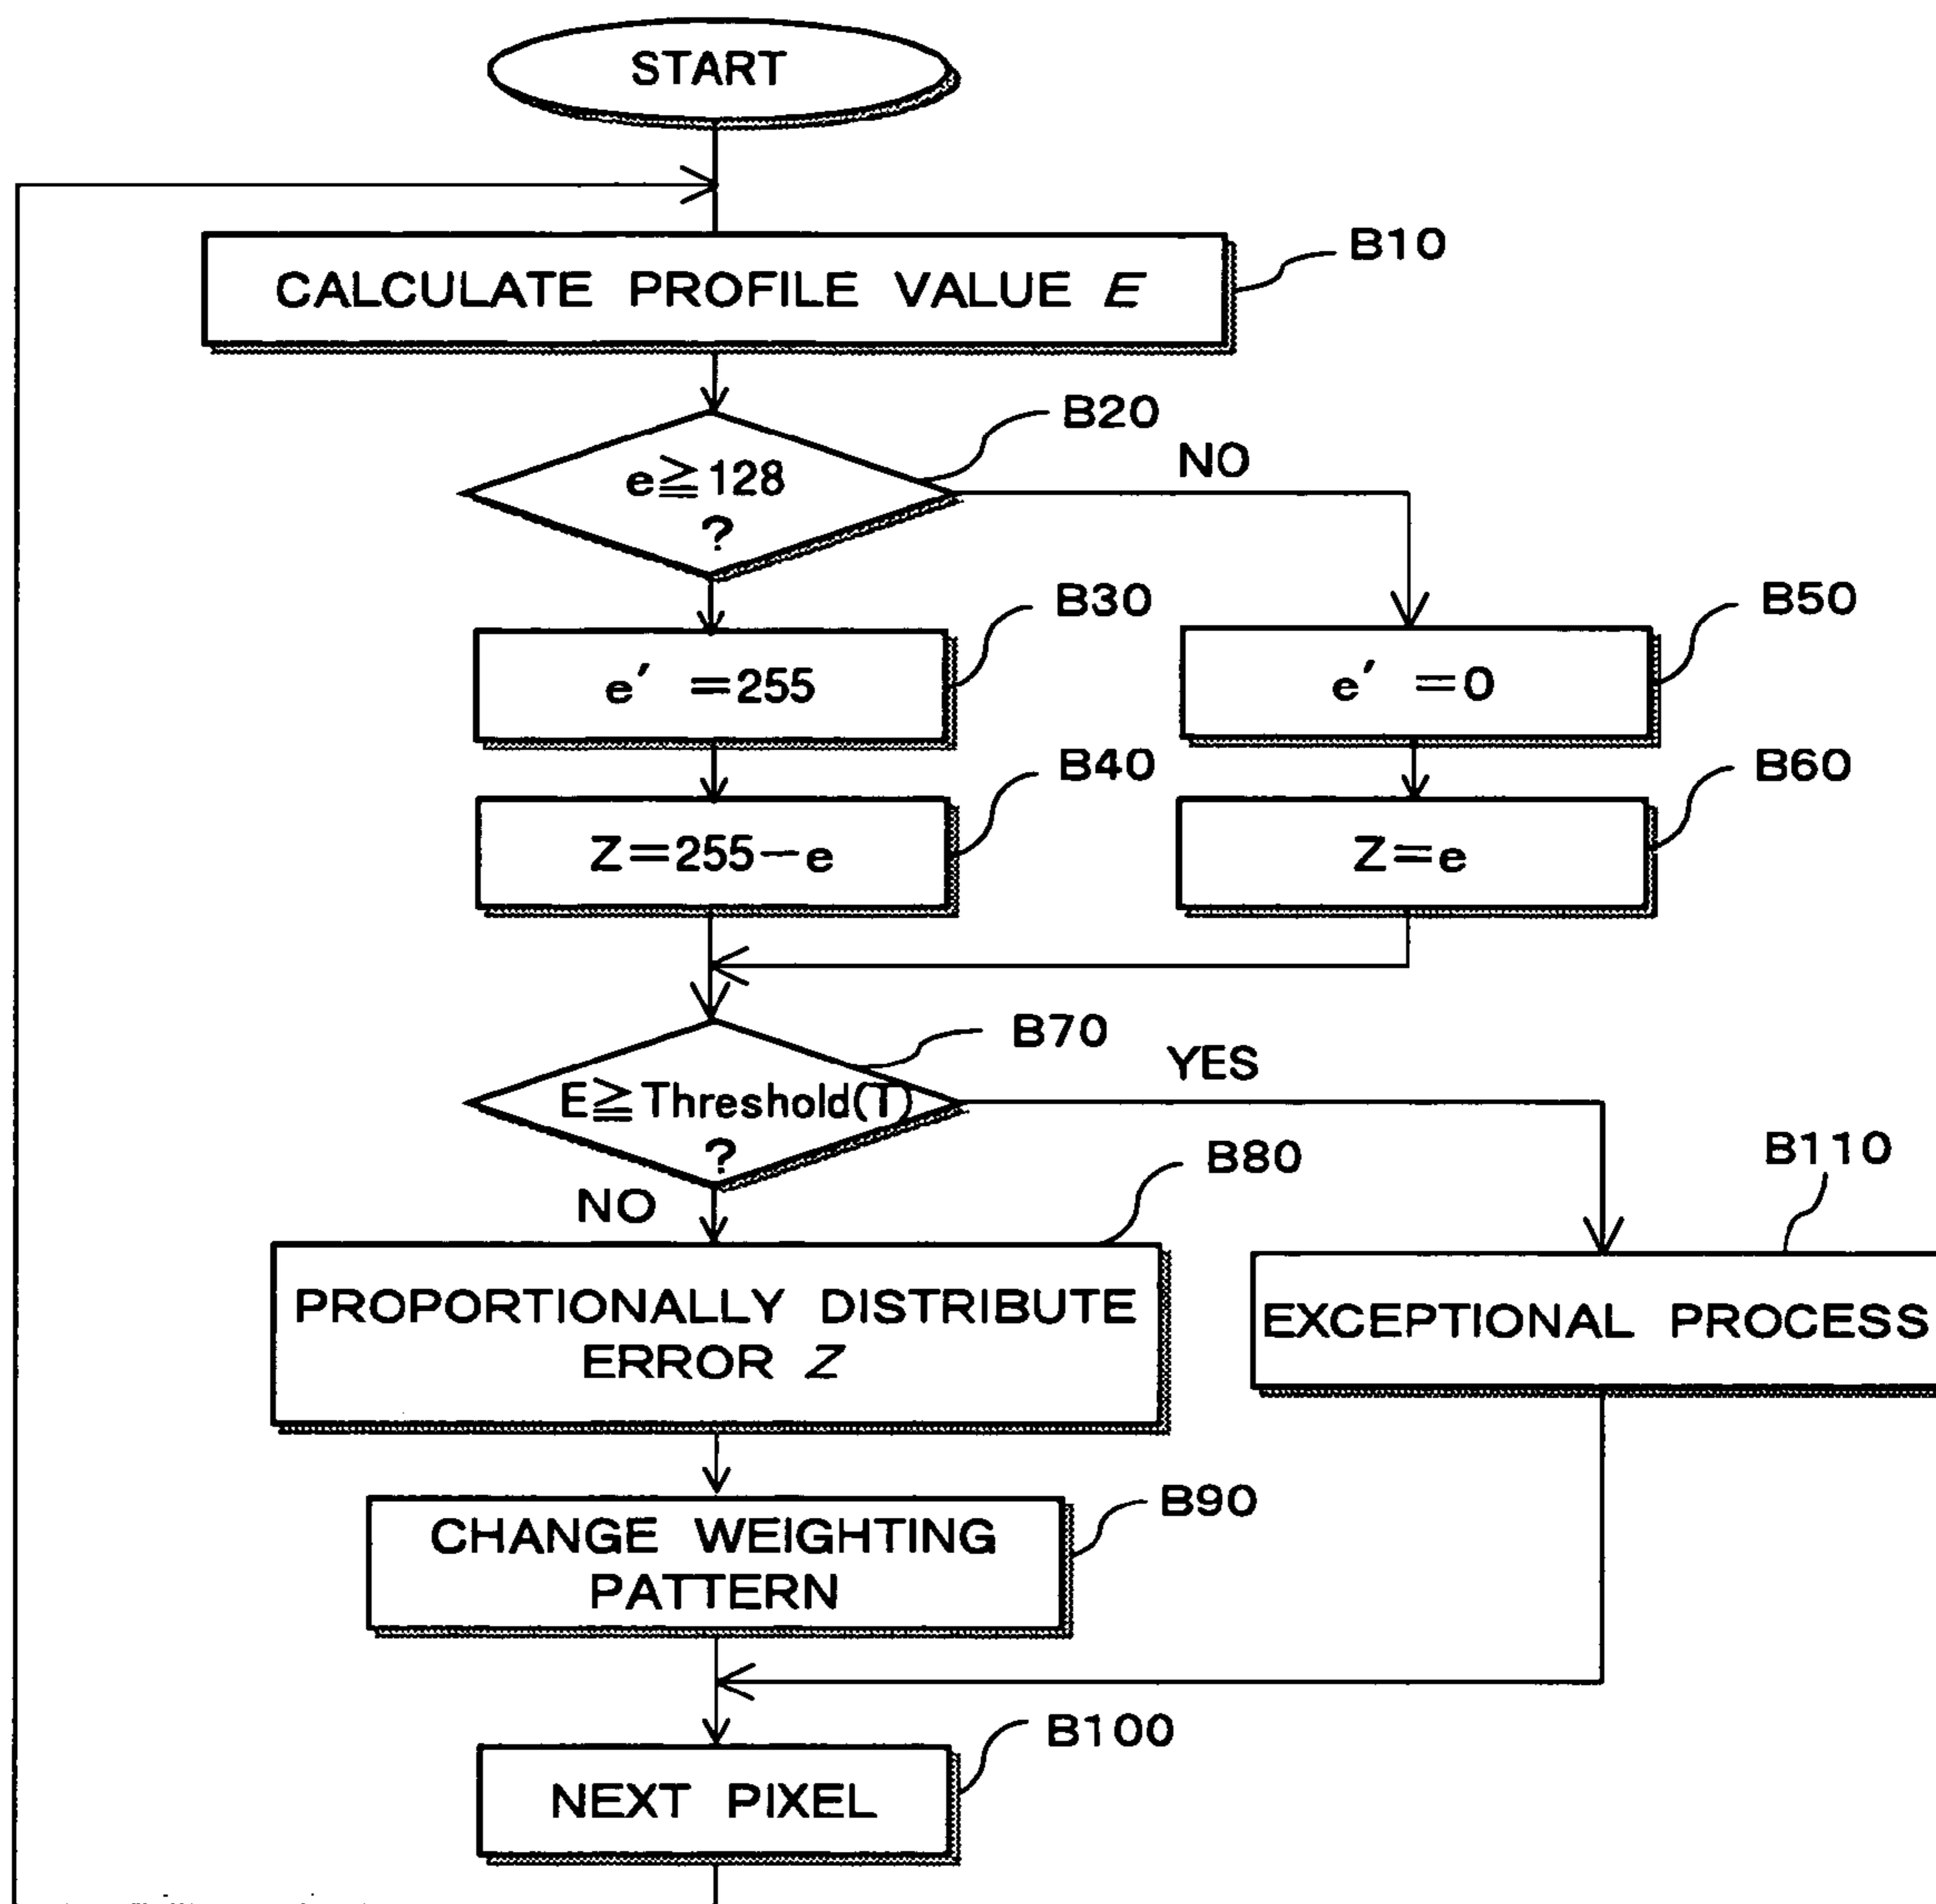 START
CALCULATE PROFILE VALUE E
B10
B20
e≧128
?
NO
B30
e′ =255
B50
e′ =0
B40
Z=255−e
B60
Z=e
B70
E≧Threshold(T)
?
YES
NO
B80
PROPORTIONALLY DISTRIBUTE
ERROR Z
B110
EXCEPTIONAL PROCESS
B90
CHANGE WEIGHTING
PATTERN
B100
NEXT PIXEL